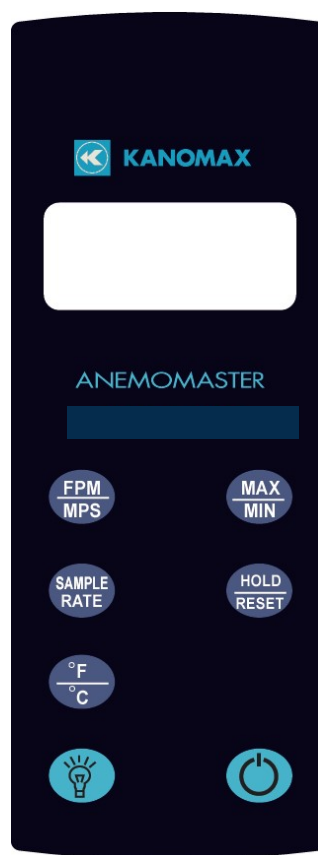 KANOMAX
ANEMOMASTER
FPM
MPS
MAX
MIN
SAMPLE
RATE
HOLD
RESET
°F
°C